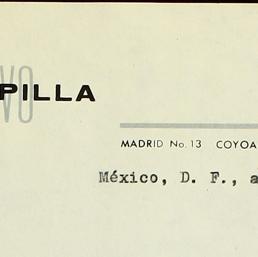 VO
PILLA
MADRID No. 13 COYOA
México, D. F., a